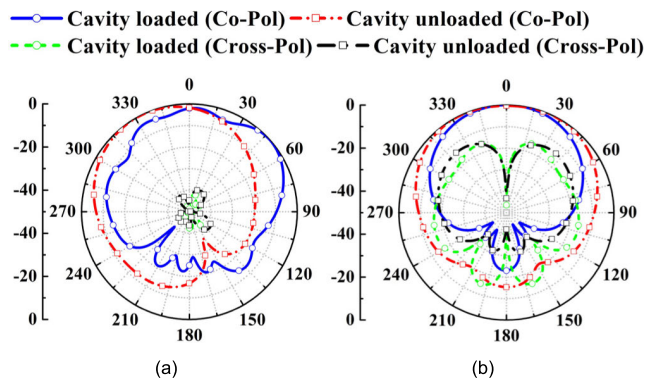 Cavity loaded (Co-Pol) Cavity unloaded (Co-Pol)
Cavity loaded (Cross-Pol) Cavity unloaded (Cross-Pol)
(a) (b)
0 0
330 30 330 30
0 0
-20 300 60 -20 300 60
-40 -40
-60 270 90 -60 270 90
-40 -40
-20 240 120 -20 240 120
0 0
210 150 210 150
180 180
(a) (b)